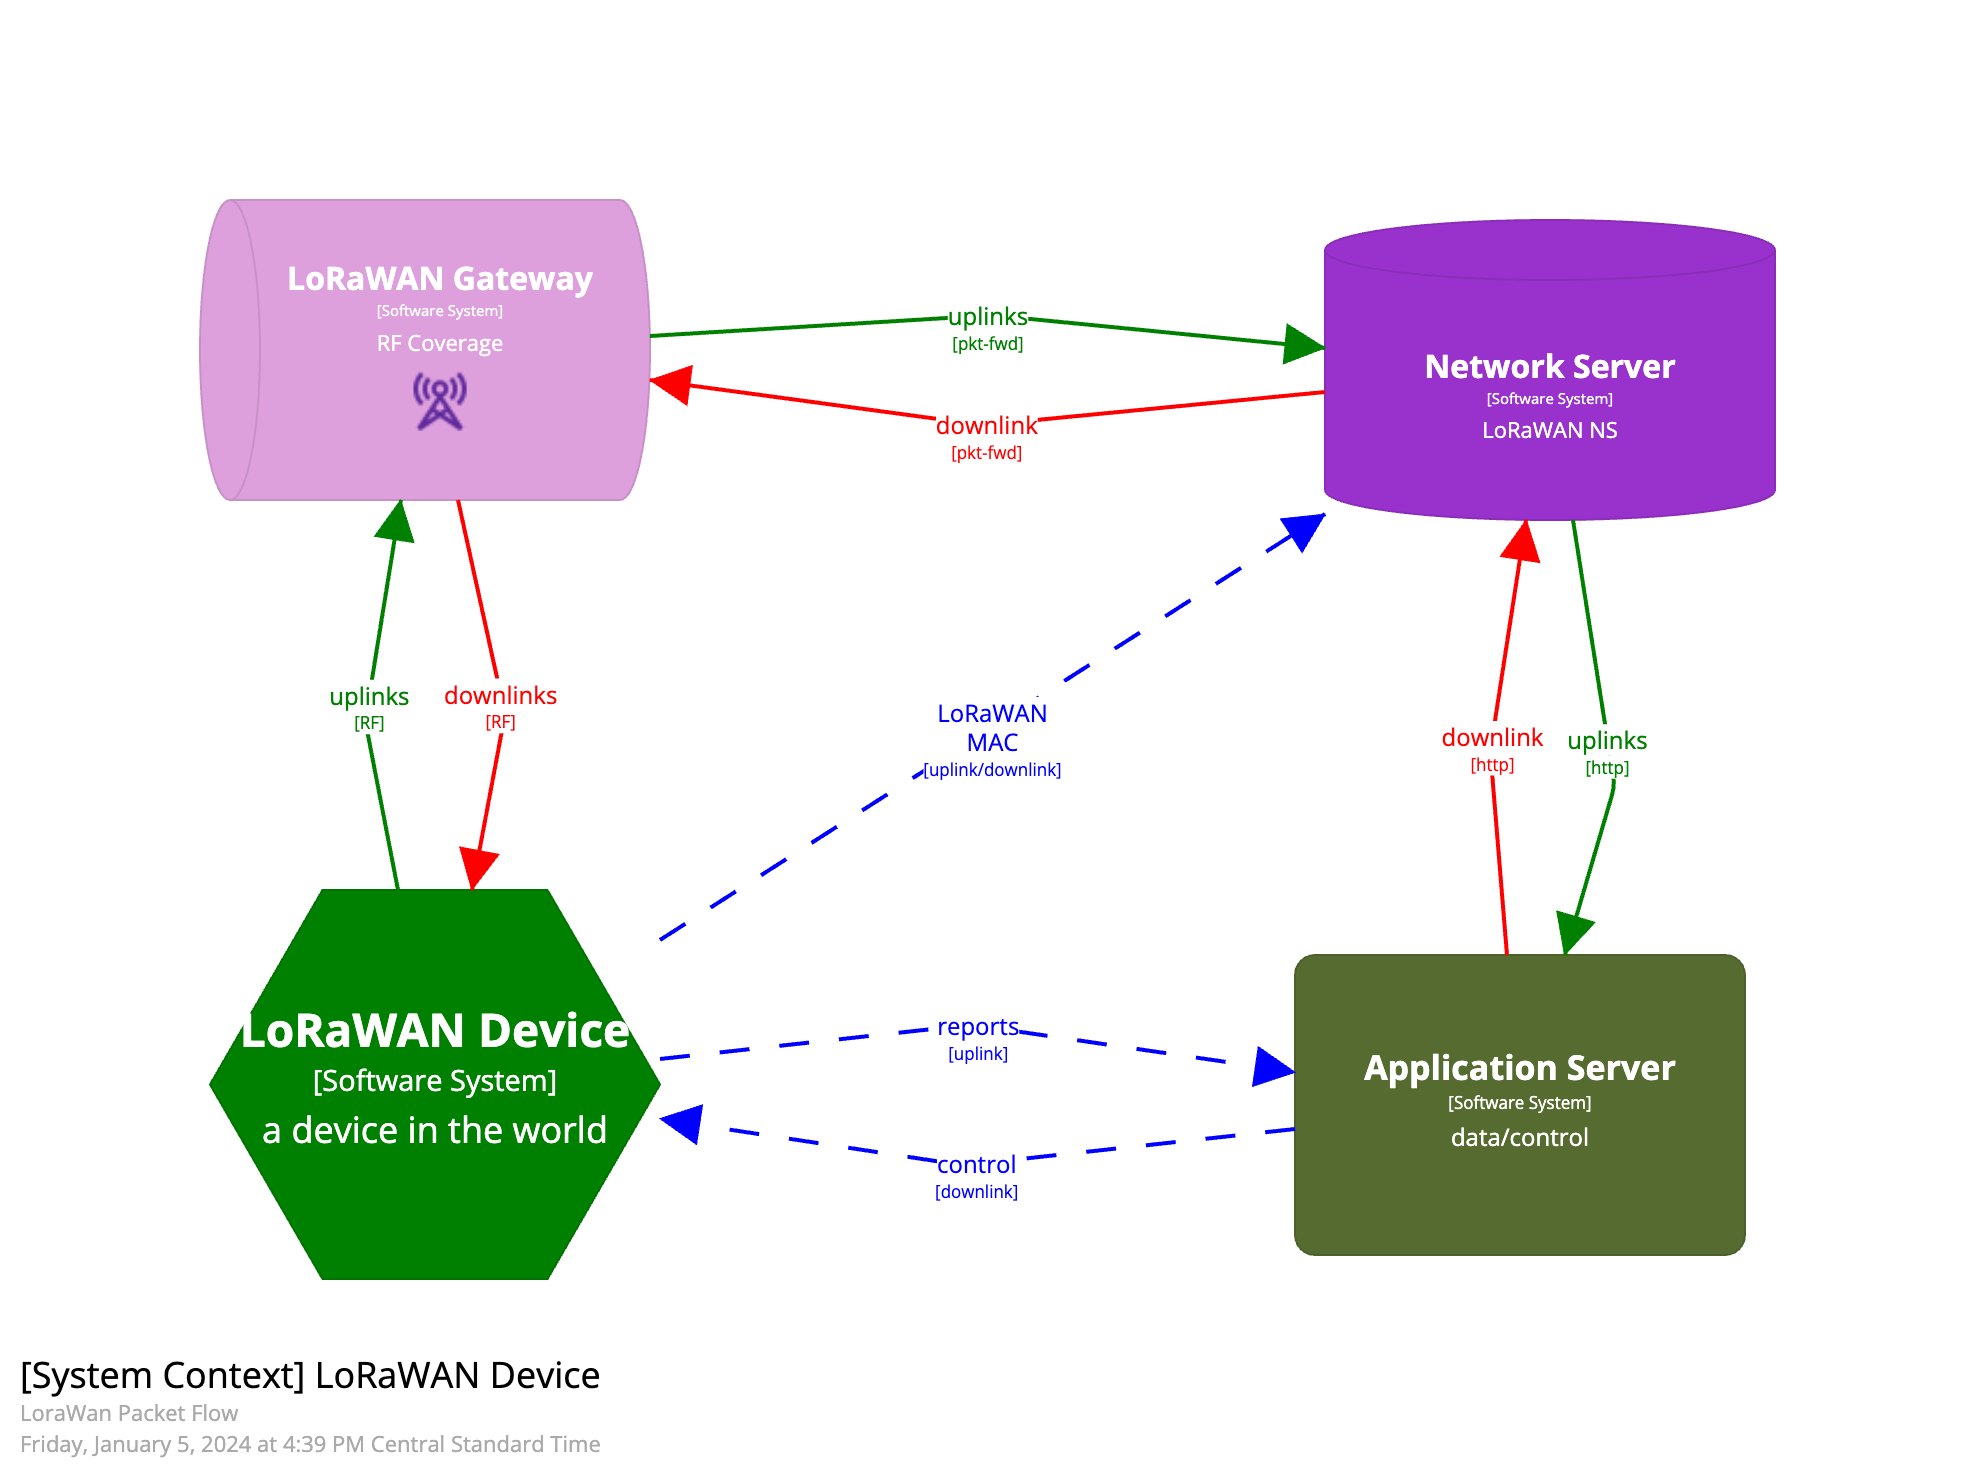 LoRaWAN Gateway
[Software System]
RF Coverage
uplinks
[pkt-fwd]
downlink
[pkt-fwd]
Network Server
[Software System]
LoRaWAN NS
uplinks
[RF]
downlinks
[RF]
LoRaWAN
MAC
[uplink/downlink]
downlink
[http]
uplinks
[http]
LoRaWAN Device
[Software System]
a device in the world
reports
[uplink]
control
[downlink]
Application Server
[Software System]
data/control
[System Context] LoRaWAN Device
LoraWan Packet Flow
Friday, January 5, 2024 at 4:39 PM Central Standard Time